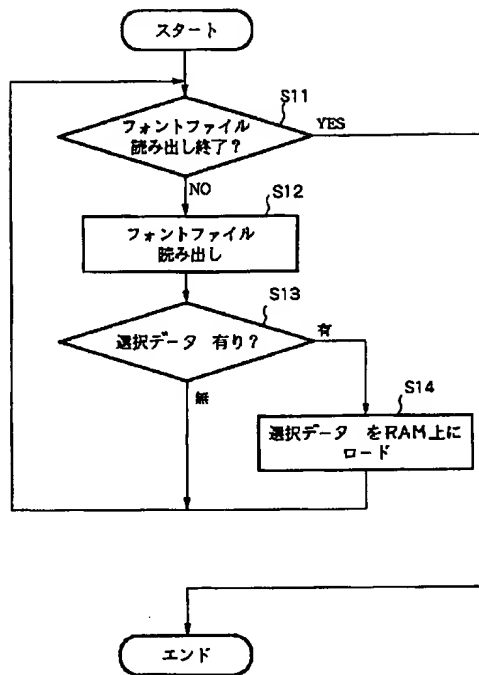 スタート
S11
フォントファイル
読み出し終了?
YES
NO
S12
フォントファイル
読み出し
S13
選択データ 有り?
有
無
S14
選択データ をRAM上に
ロード
エンド